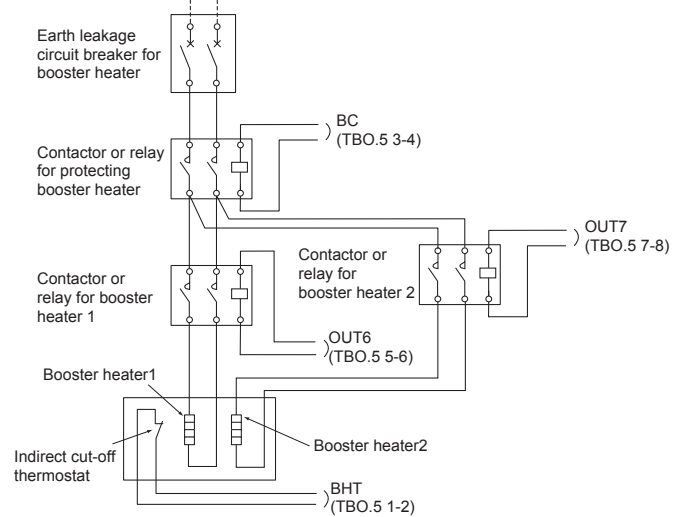 Earth leakage
circuit breaker for
booster heater
BC
(TBO.5 3-4)
Contactor or relay
for protecting
booster heater
OUT7
(TBO.5 7-8)
Contactor or
relay for
booster heater 2
Contactor or
relay for booster
heater 1
OUT6
(TBO.5 5-6)
Booster heater1
Booster heater2
Indirect cut-off
thermostat
BHT
(TBO.5 1-2)